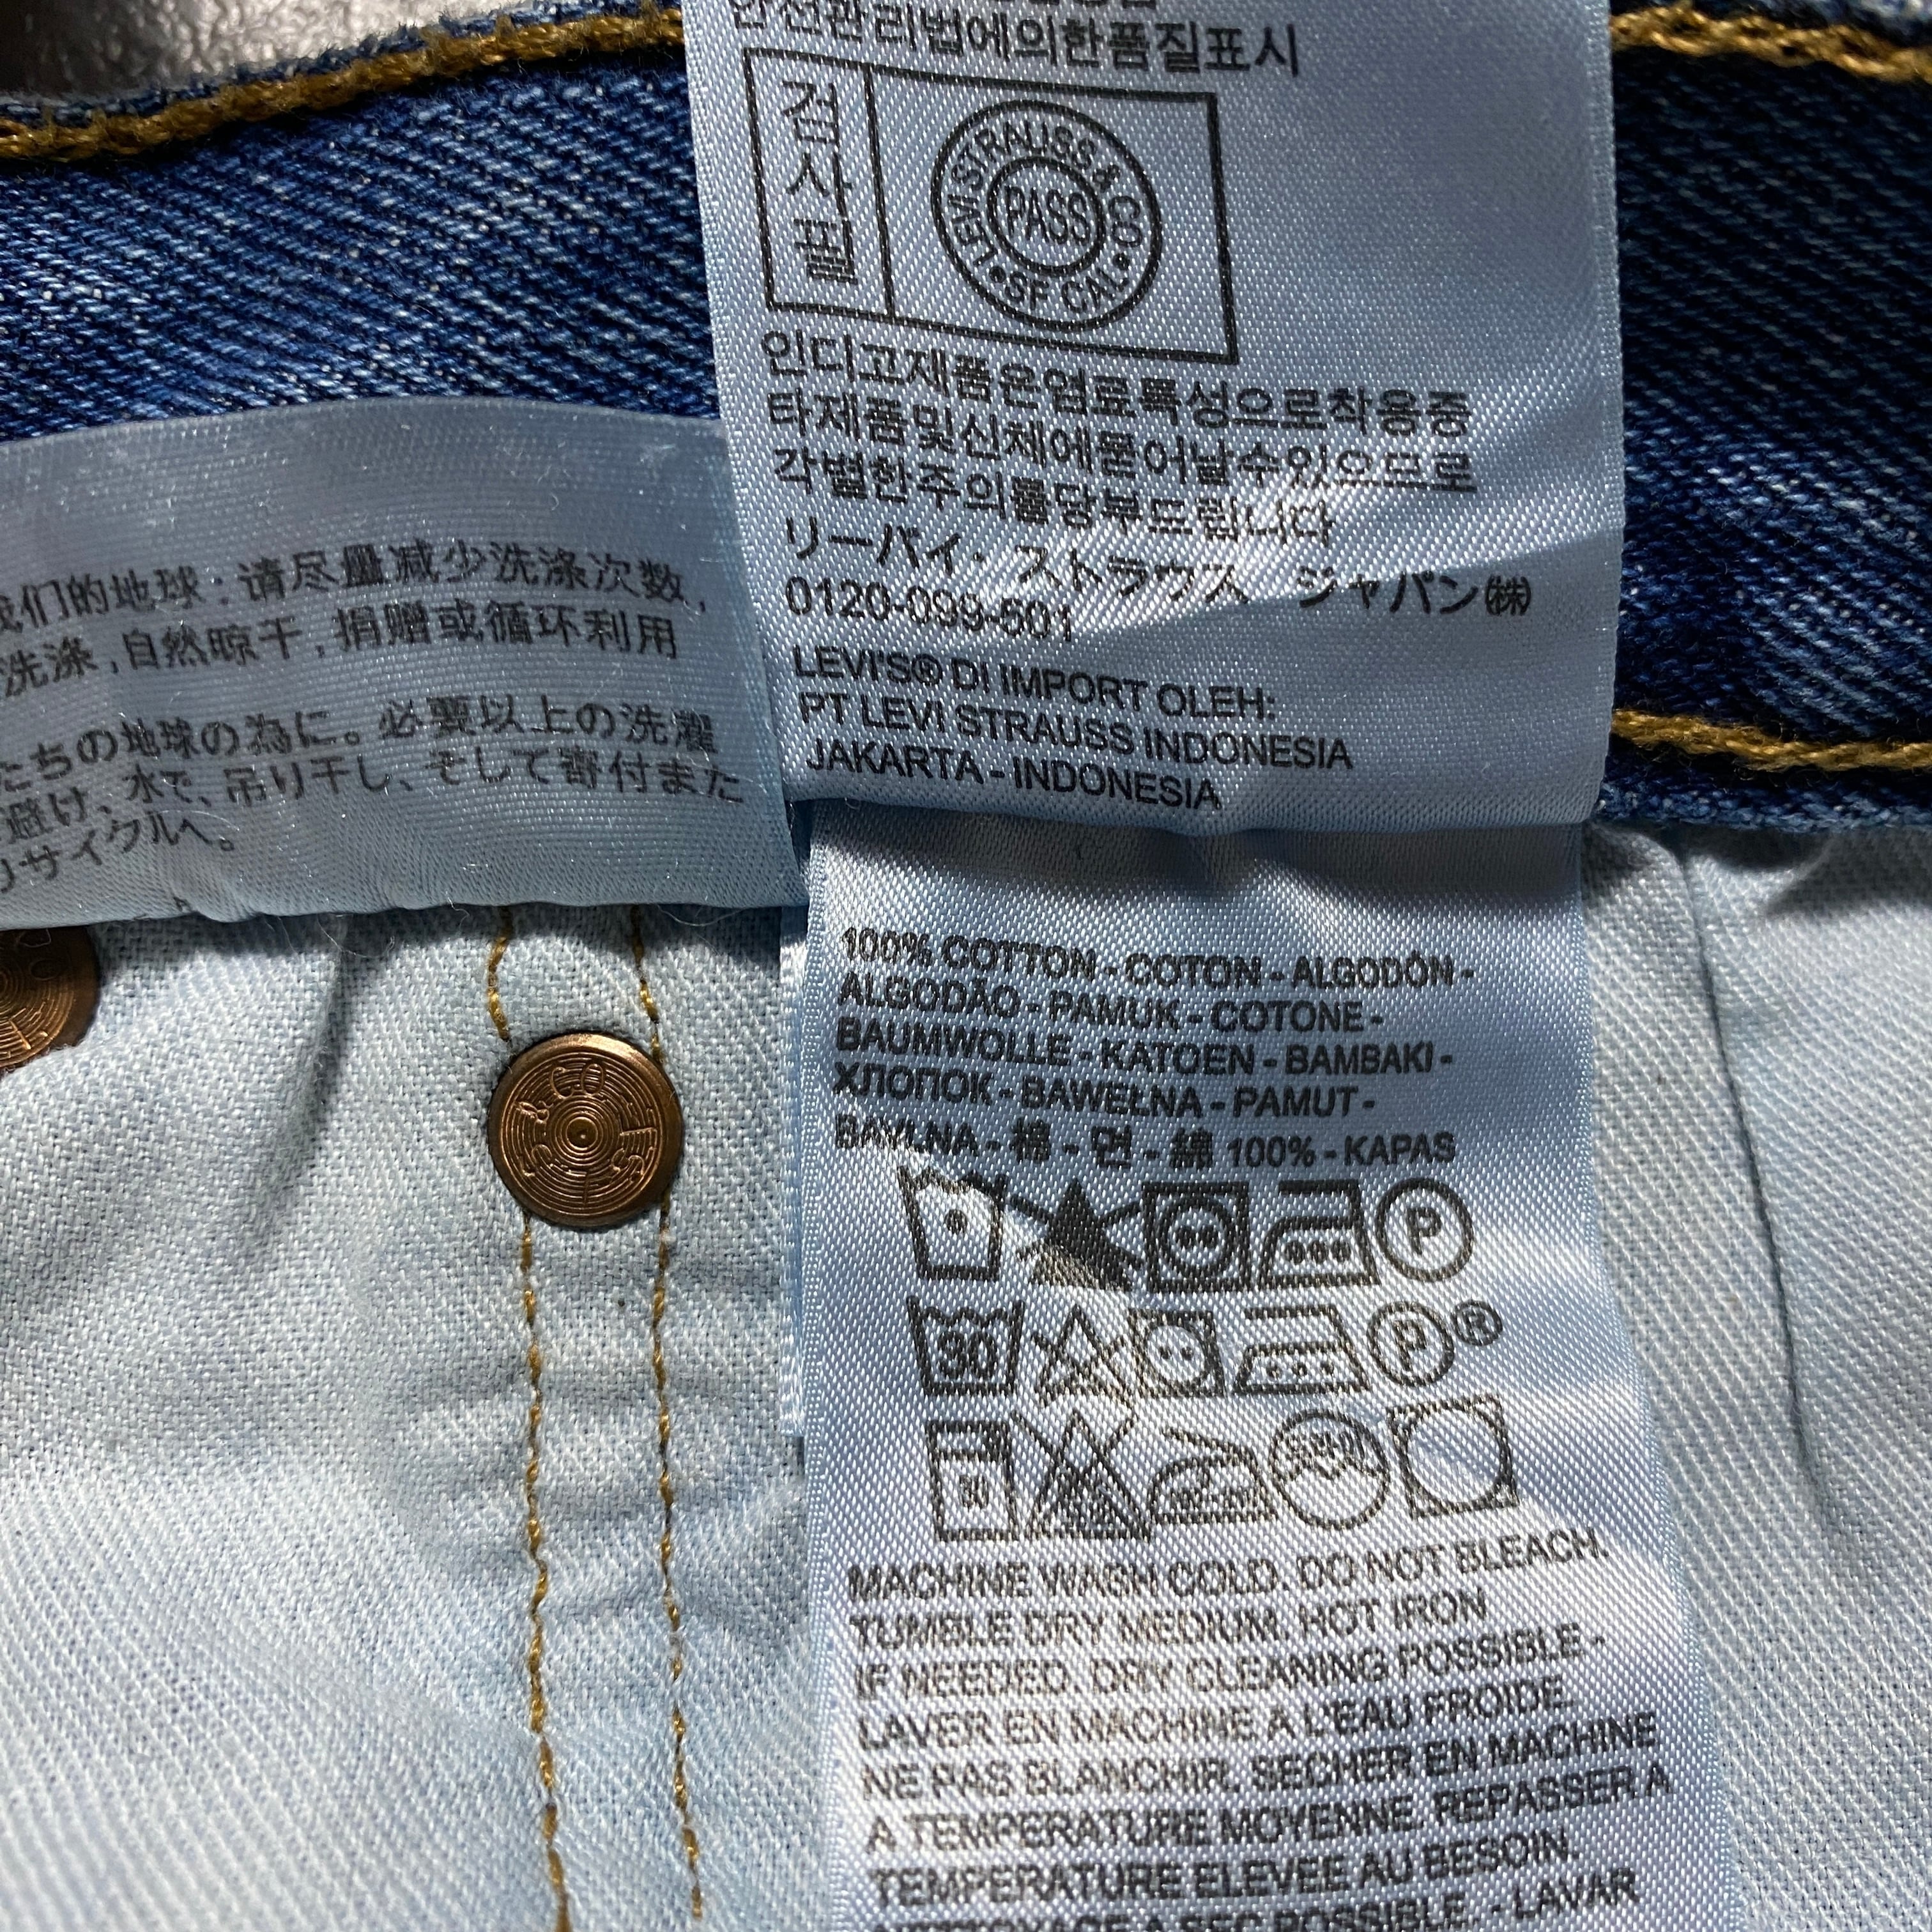 안전관리법에의한품질표시
검사필
LEVI STRAUSS & CO
PASS
SF CAL
인디고제품은염료특성으로착용중
타제품및신체에묻어날수있으므로
각별한주의를당부드립니다
リーバイ・ストラウス ジャパン㈱
0120-099-501
LEVI'S® DI IMPORT OLEH:
PT LEVI STRAUSS INDONESIA
JAKARTA - INDONESIA
我们的地球:请尽量减少洗涤次数,
洗涤,自然晾干,捐赠或循环利用
たちの地球の為に。必要以上の洗濯
避け、水で、吊り干し、そして寄付また
リサイクルへ。
& CO
100% COTTON - COTON - ALGODÓN -
ALGODÃO - PAMUK - COTONE -
BAUMWOLLE - KATOEN - BAMBAKI -
ХЛОПОК - BAWEŁNA - PAMUT -
BAVLNA - 棉 - 면 - 綿 100% - KAPAS
P
30
P ®
MACHINE WASH COLD. DO NOT BLEACH.
TUMBLE DRY MEDIUM. HOT IRON
IF NEEDED. DRY CLEANING POSSIBLE. -
LAVER EN MACHINE A L'EAU FROIDE.
NE PAS BLANCHIR. SECHER EN MACHINE
A TEMPERATURE MOYENNE. REPASSER A
TEMPERATURE ELEVEE AU BESOIN.
NETTOYAGE A SEC POSSIBLE. - LAVAR